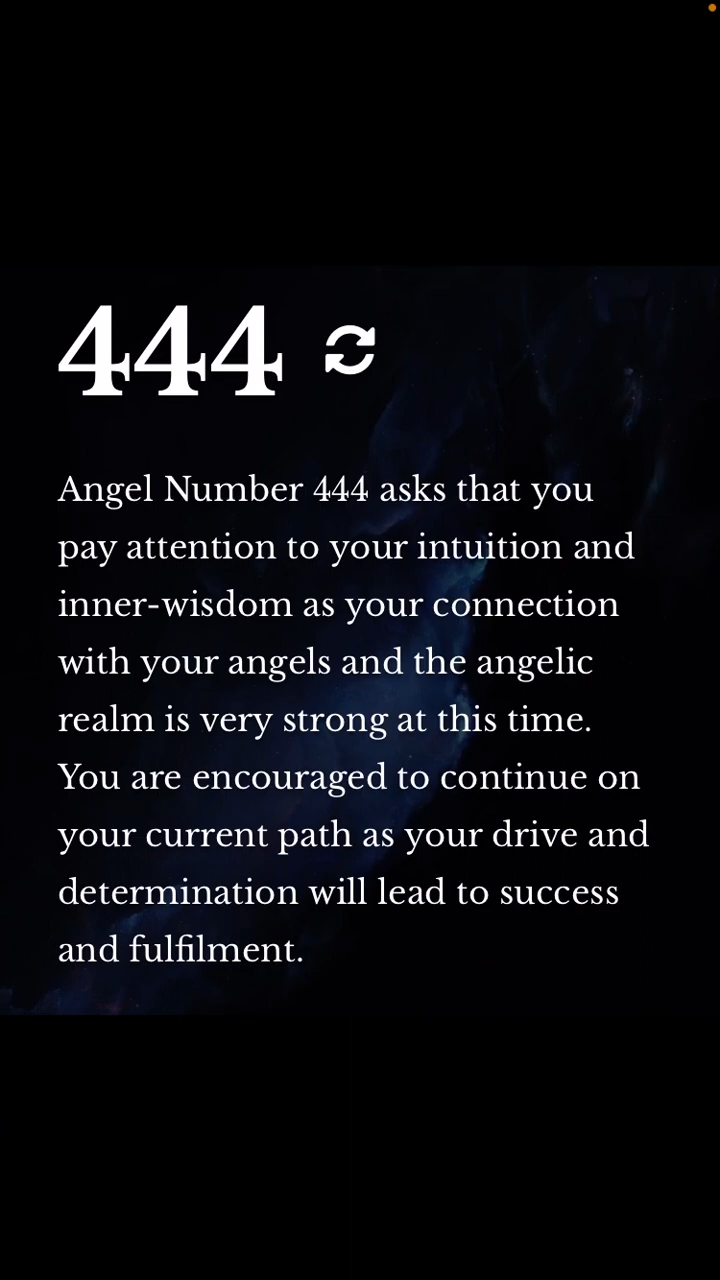 444
Angel Number 444 asks that you
pay attention to your intuition and
inner-wisdom as your connection
with your angels and the angelic
realm is very strong at this time.
You are encouraged to continue on
your current path as your drive and
determination will lead to success
and fulfilment.